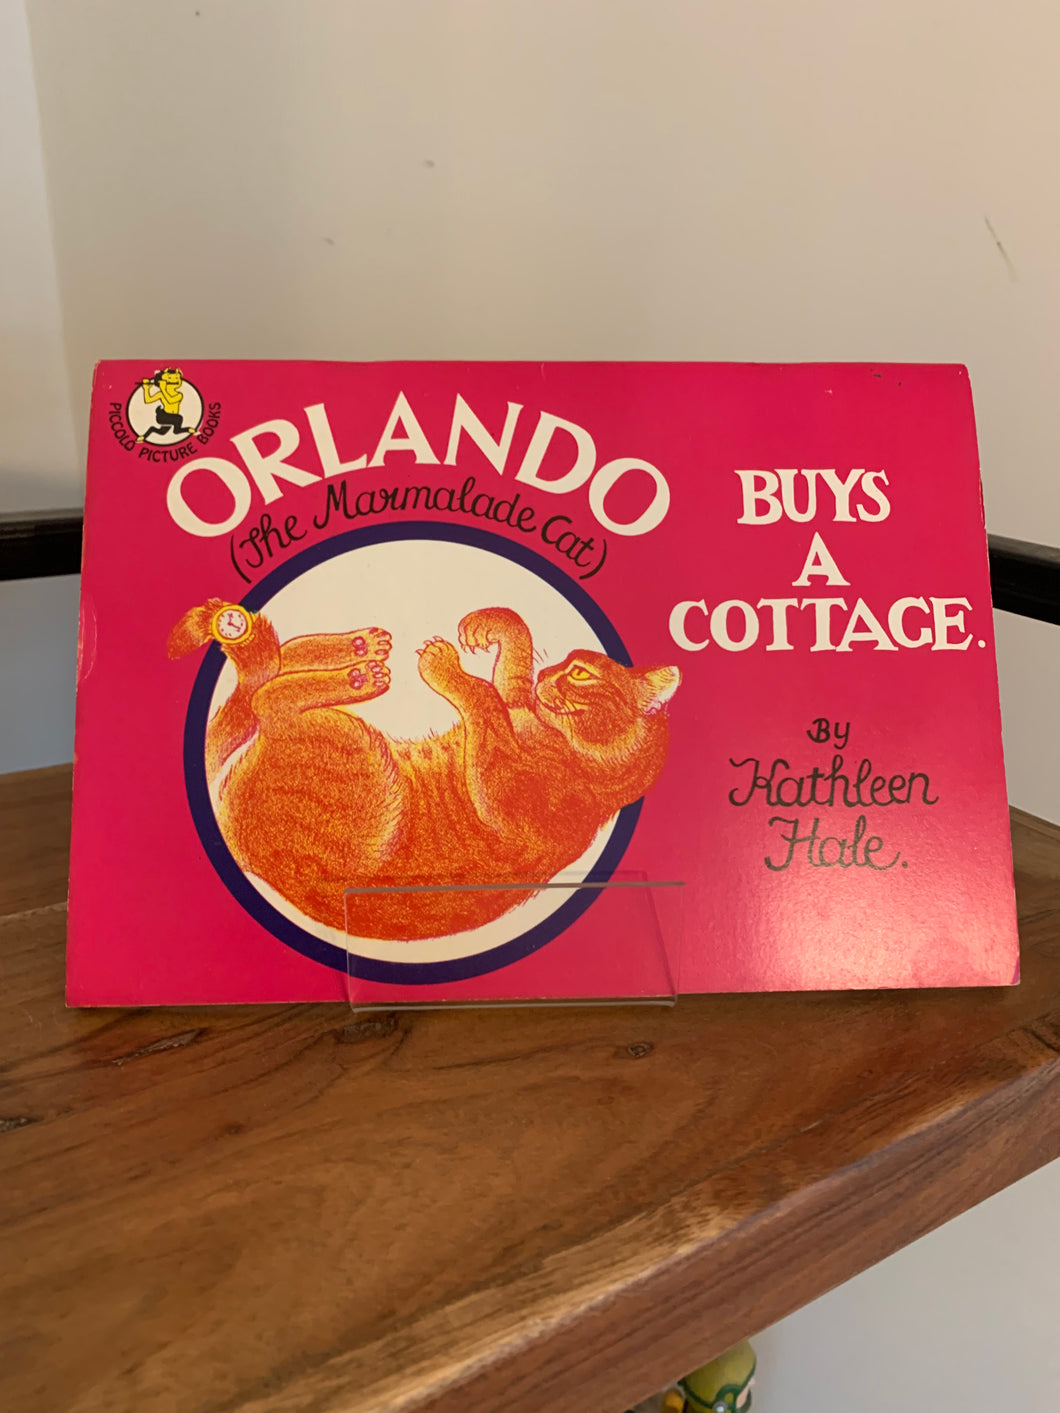 PICCOLO PICTURE BOOKS
ORLANDO
(The Marmalade Cat)
BUYS
A
COTTAGE.
By
Kathleen
Hale.